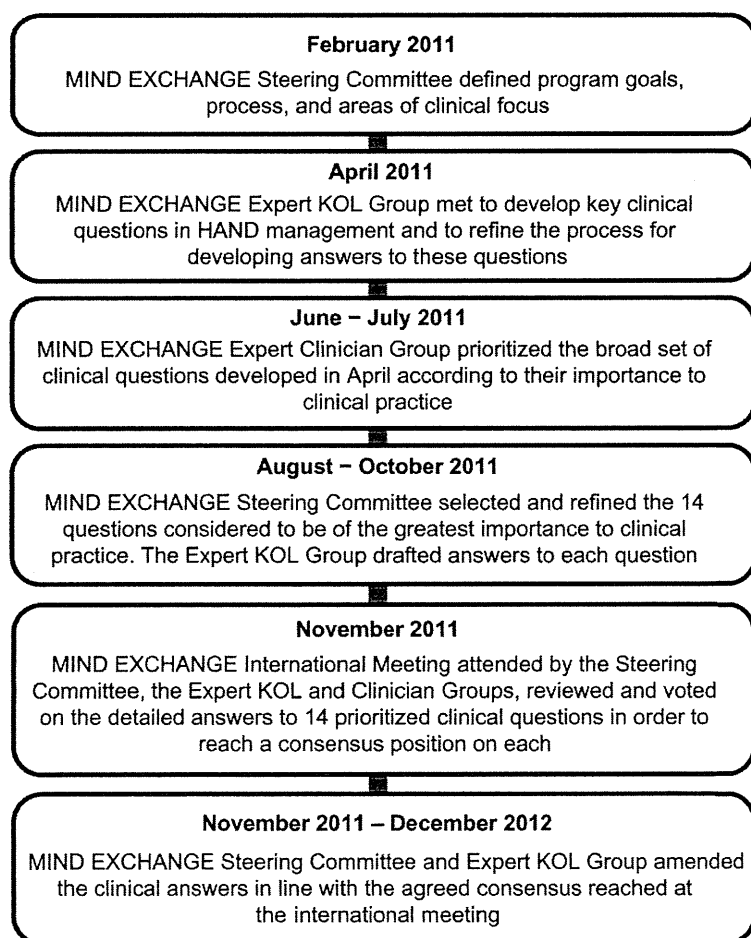 February 2011
MIND EXCHANGE Steering Committee defined program goals,
process, and areas of clinical focus
April 2011
MIND EXCHANGE Expert KOL Group met to develop key clinical
questions in HAND management and to refine the process for
developing answers to these questions
June – July 2011
MIND EXCHANGE Expert Clinician Group prioritized the broad set of
clinical questions developed in April according to their importance to
clinical practice
August – October 2011
MIND EXCHANGE Steering Committee selected and refined the 14
questions considered to be of the greatest importance to clinical
practice. The Expert KOL Group drafted answers to each question
November 2011
MIND EXCHANGE International Meeting attended by the Steering
Committee, the Expert KOL and Clinician Groups, reviewed and voted
on the detailed answers to 14 prioritized clinical questions in order to
reach a consensus position on each
November 2011 – December 2012
MIND EXCHANGE Steering Committee and Expert KOL Group amended
the clinical answers in line with the agreed consensus reached at
the international meeting